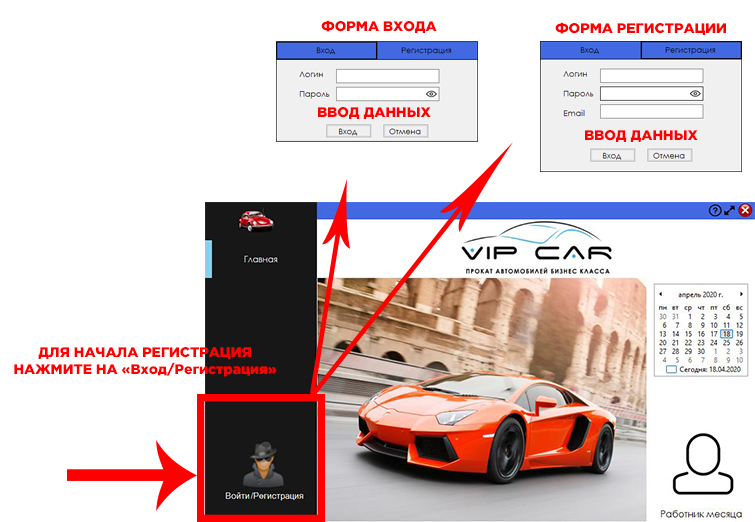 ФОРМА ВХОДА
Вход Регистрация
Логин
Пароль
ВВОД ДАННЫХ
Вход Отмена
ФОРМА РЕГИСТРАЦИИ
Вход Регистрация
Логин
Пароль
Email
ВВОД ДАННЫХ
Вход Отмена
?
Главная
VIP CAR
ПРОКАТ АВТОМОБИЛЕЙ БИЗНЕС КЛАССА
апрель 2020 г.
пн вт ср чт пт сб вс
30 31 1 2 3 4 5
6 7 8 9 10 11 12
13 14 15 16 17 18 19
20 21 22 23 24 25 26
27 28 29 30 1 2 3
4 5 6 7 8 9 10
Сегодня: 18.04.2020
ДЛЯ НАЧАЛА РЕГИСТРАЦИЯ
НАЖМИТЕ НА «Вход/Регистрация»
Войти/Регистрация
Работник месяца